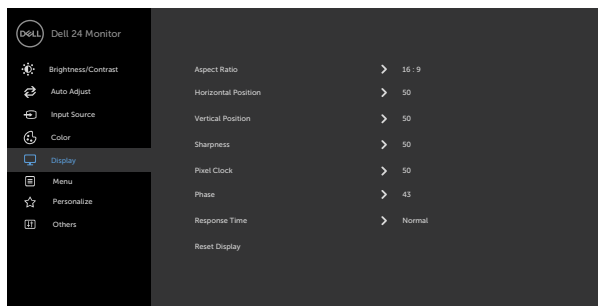 DELL Dell 24 Monitor
Brightness/Contrast
Auto Adjust
Input Source
Color
Display
Menu
Personalize
Others
Aspect Ratio 16 : 9
Horizontal Position 50
Vertical Position 50
Sharpness 50
Pixel Clock 50
Phase 43
Response Time Normal
Reset Display